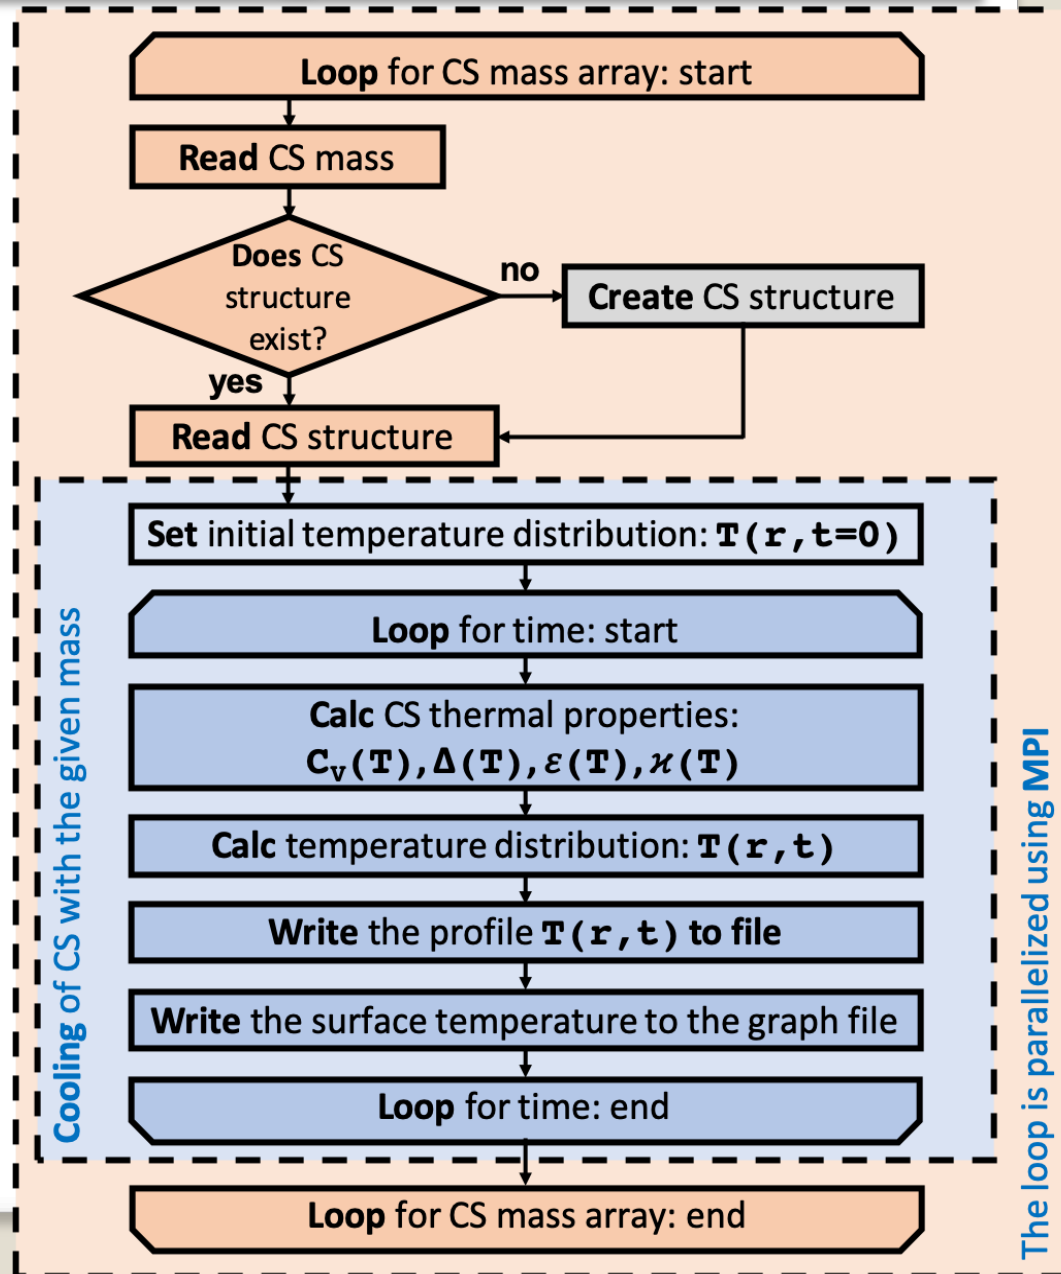 Loop for CS mass array: start
Read CS mass
Does CS
structure
exist?
no
Create CS structure
yes
Read CS structure
Set initial temperature distribution: T(r,t=0)
Loop for time: start
Calc CS thermal properties:
Cᵥ(T),Δ(T),ε(T),ϰ(T)
Calc temperature distribution: T(r,t)
Write the profile T(r,t) to file
Write the surface temperature to the graph file
Loop for time: end
Loop for CS mass array: end
Cooling of CS with the given mass
The loop is parallelized using MPI